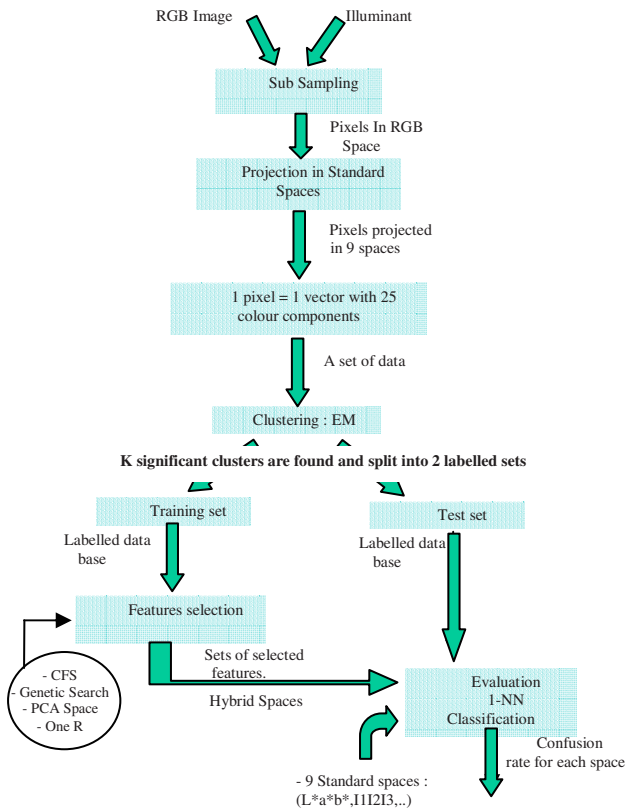 RGB Image
Illuminant
Sub Sampling
Pixels In RGB
Space
Projection in Standard
Spaces
Pixels projected
in 9 spaces
1 pixel = 1 vector with 25
colour components
A set of data
Clustering : EM
K significant clusters are found and split into 2 labelled sets
Training set
Test set
Labelled data
base
Labelled data
base
Features selection
- CFS
- Genetic Search
- PCA Space
- One R
Sets of selected
features.
Hybrid Spaces
Evaluation
1-NN
Classification
- 9 Standard spaces :
(L*a*b*,I1I2I3,..)
Confusion
rate for each space